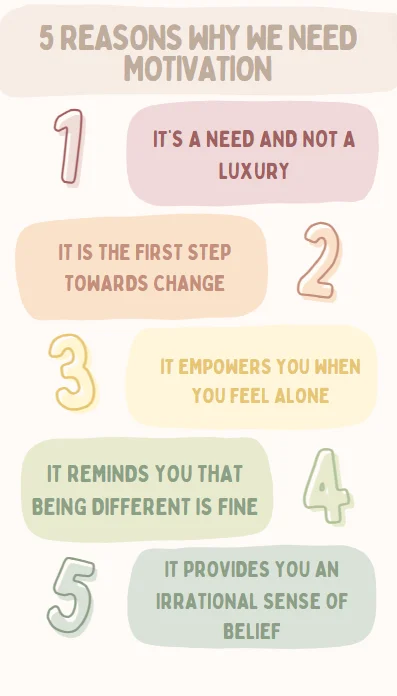 5 REASONS WHY WE NEED
MOTIVATION
1
IT'S A NEED AND NOT A
LUXURY
IT IS THE FIRST STEP
TOWARDS CHANGE
2
3
IT EMPOWERS YOU WHEN
YOU FEEL ALONE
IT REMINDS YOU THAT
BEING DIFFERENT IS FINE
4
5
IT PROVIDES YOU AN
IRRATIONAL SENSE OF
BELIEF